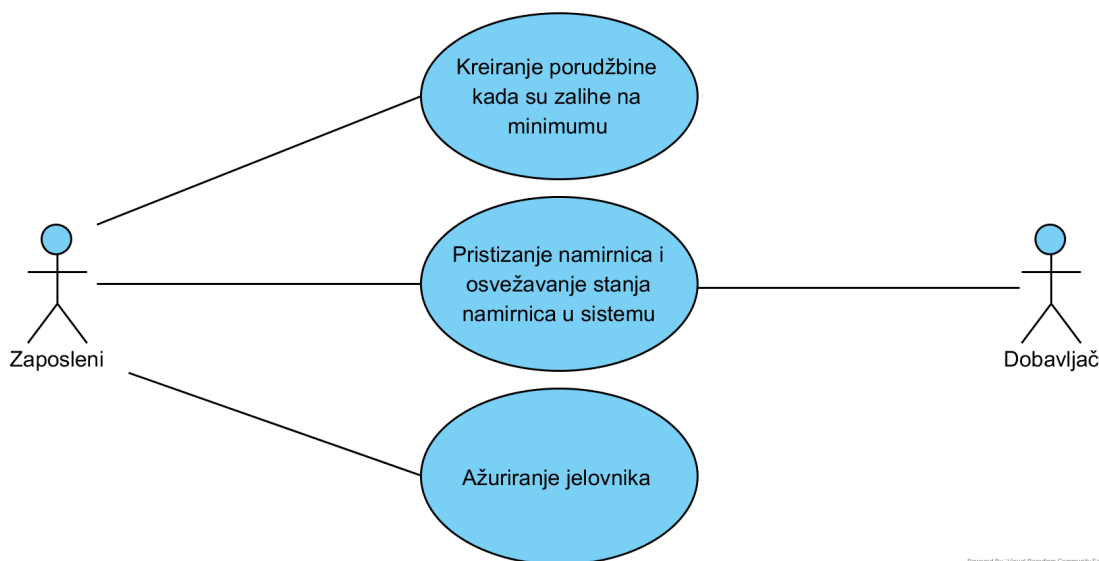 Kreiranje porudžbine
kada su zalihe na
minimumu
Pristizanje namirnica i
osvežavanje stanja
namirnica u sistemu
Zaposleni
Dobavljač
Ažuriranje jelovnika